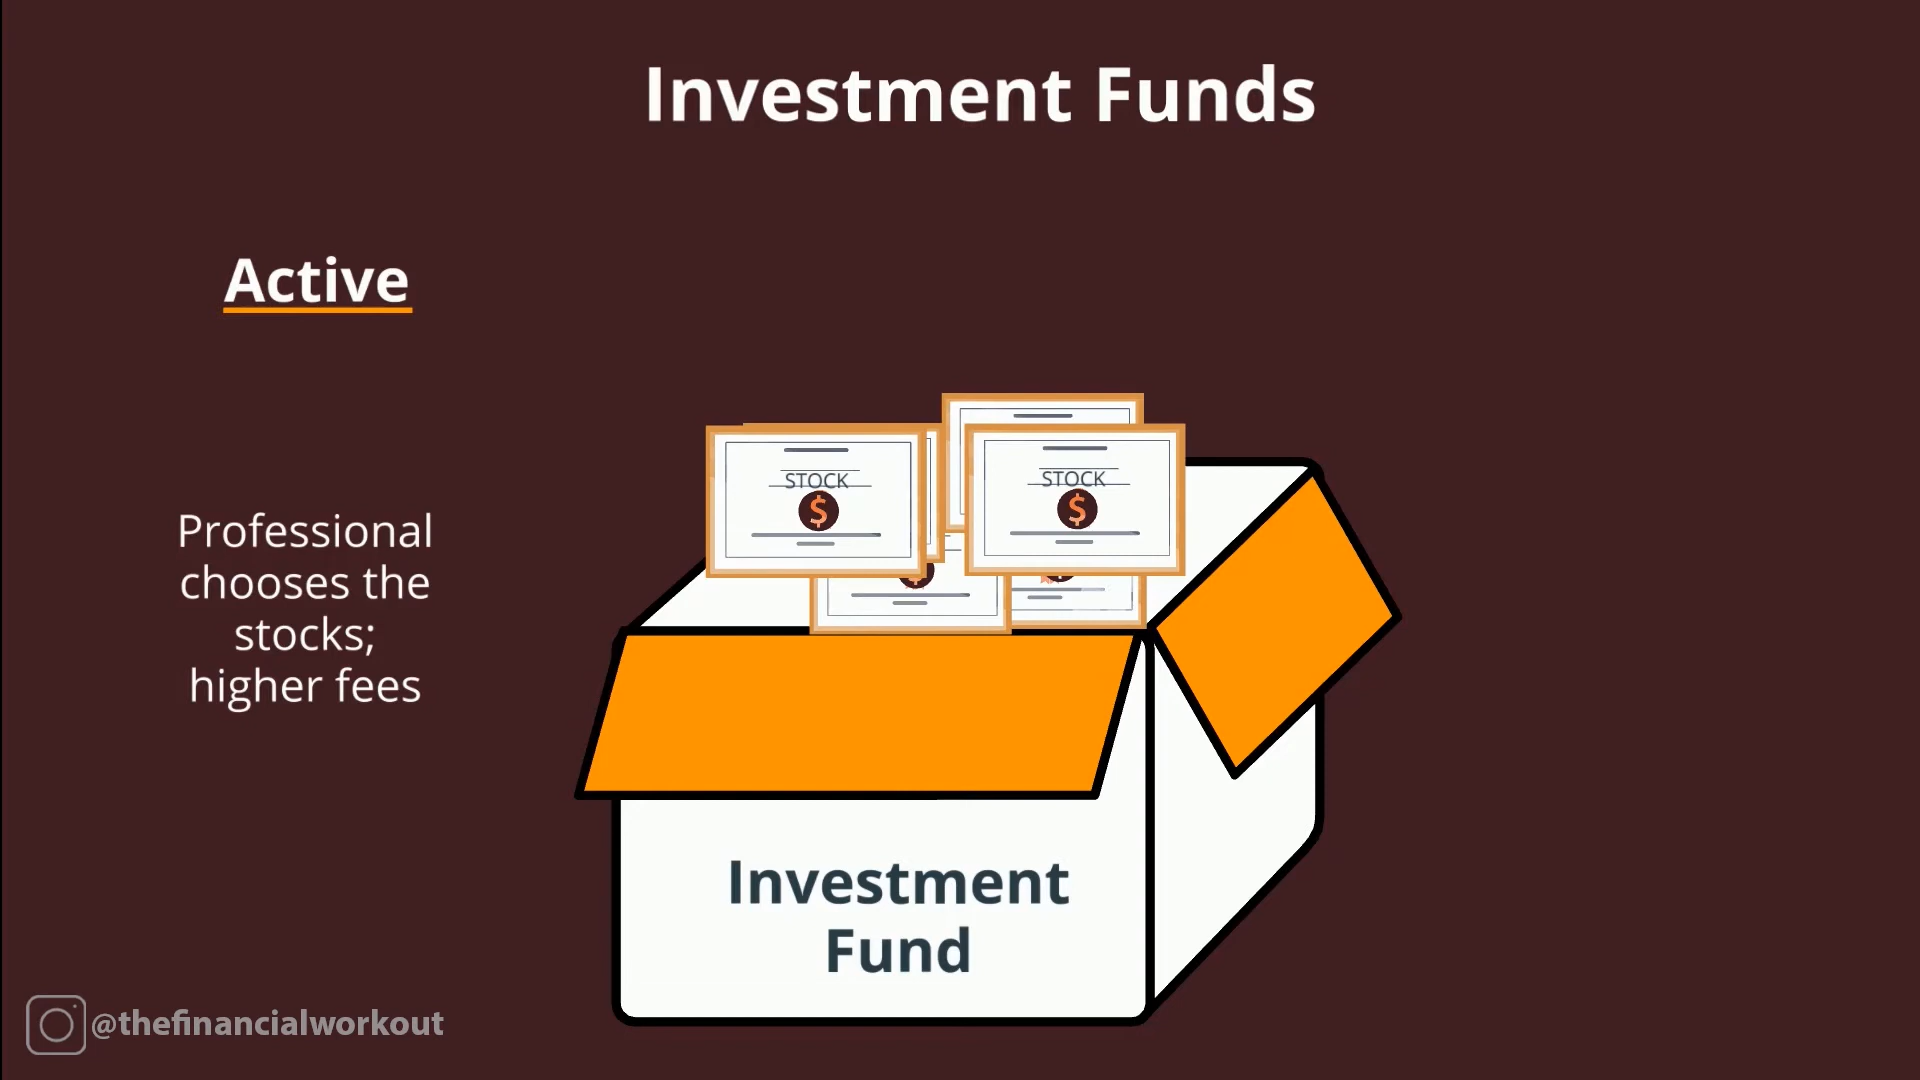 Investment Funds
Active
Professional
chooses the
stocks;
higher fees
STOCK
$
STOCK
$
Investment
Fund
@thefinancialworkout